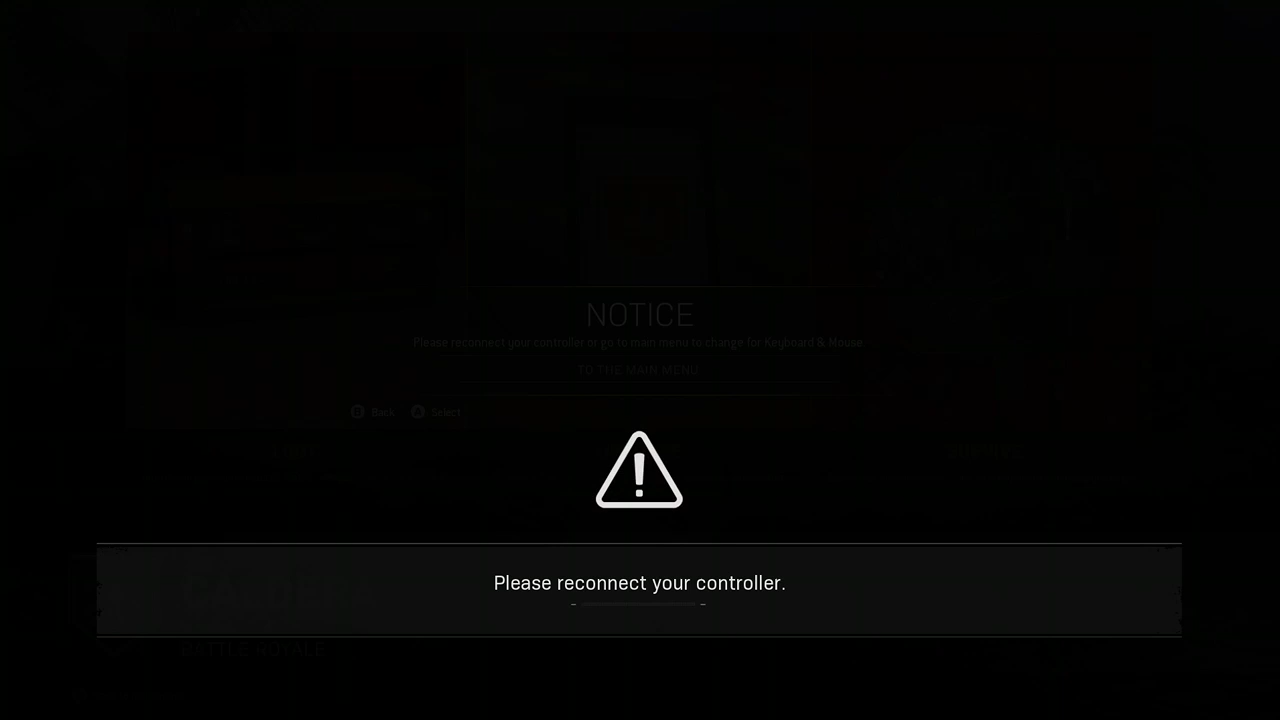 NOTICE
Please reconnect your controller or go to main menu to change for Keyboard & Mouse
TO THE MAIN MENU
B Back A Select
Please reconnect your controller.
CALDERA
BATTLE ROYALE